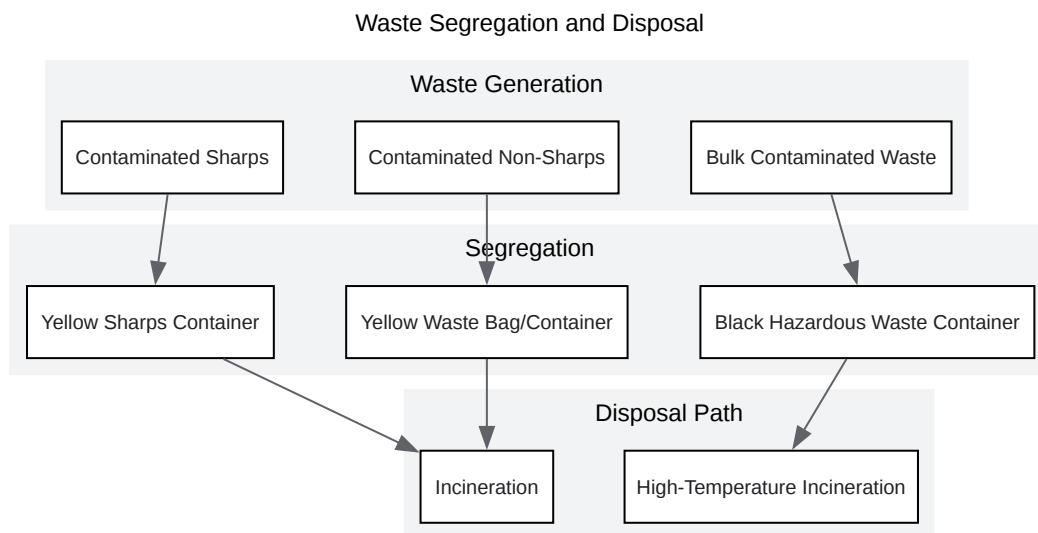 Waste Segregation and Disposal
Waste Generation
Contaminated Sharps
Contaminated Non-Sharps
Bulk Contaminated Waste
Segregation
Yellow Sharps Container
Yellow Waste Bag/Container
Black Hazardous Waste Container
Disposal Path
Incineration
High-Temperature Incineration